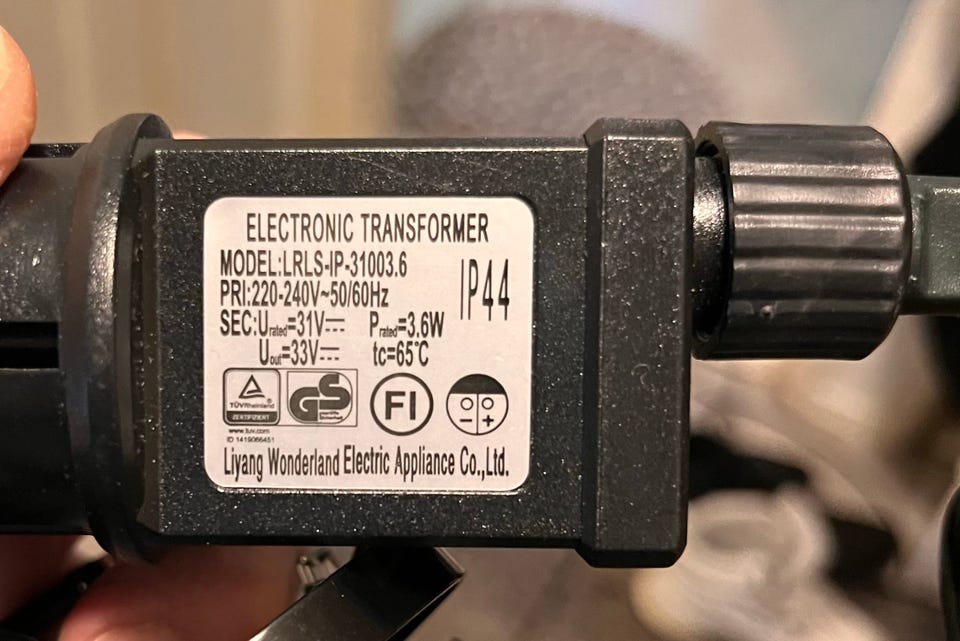 ELECTRONIC TRANSFORMER
MODEL:LRLS-IP-31003.6
PRI:220-240V~50/60Hz
IP44
SEC:Urated=31V⎓ Prated=3.6W
Uout=33V⎓ tc=65℃
TÜVRheinland
ZERTIFIZIERT
GS
geprüfte
Sicherheit
FI
- +
www.tuv.com
ID 1419066451
Liyang Wonderland Electric Appliance Co.,Ltd.